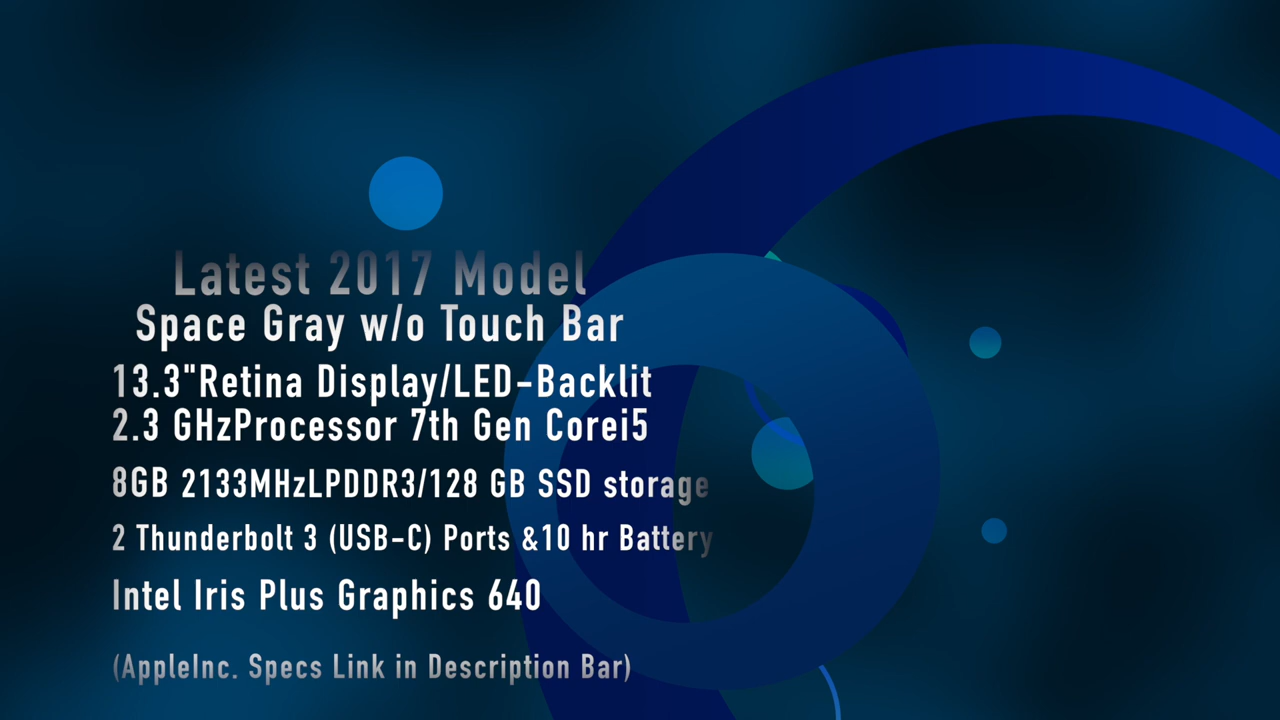 Latest 2017 Model
Space Gray w/o Touch Bar
13.3"Retina Display/LED-Backlit
2.3 GHzProcessor 7th Gen Corei5
8GB 2133MHzLPDDR3/128 GB SSD storage
2 Thunderbolt 3 (USB-C) Ports &10 hr Battery
Intel Iris Plus Graphics 640
(AppleInc. Specs Link in Description Bar)